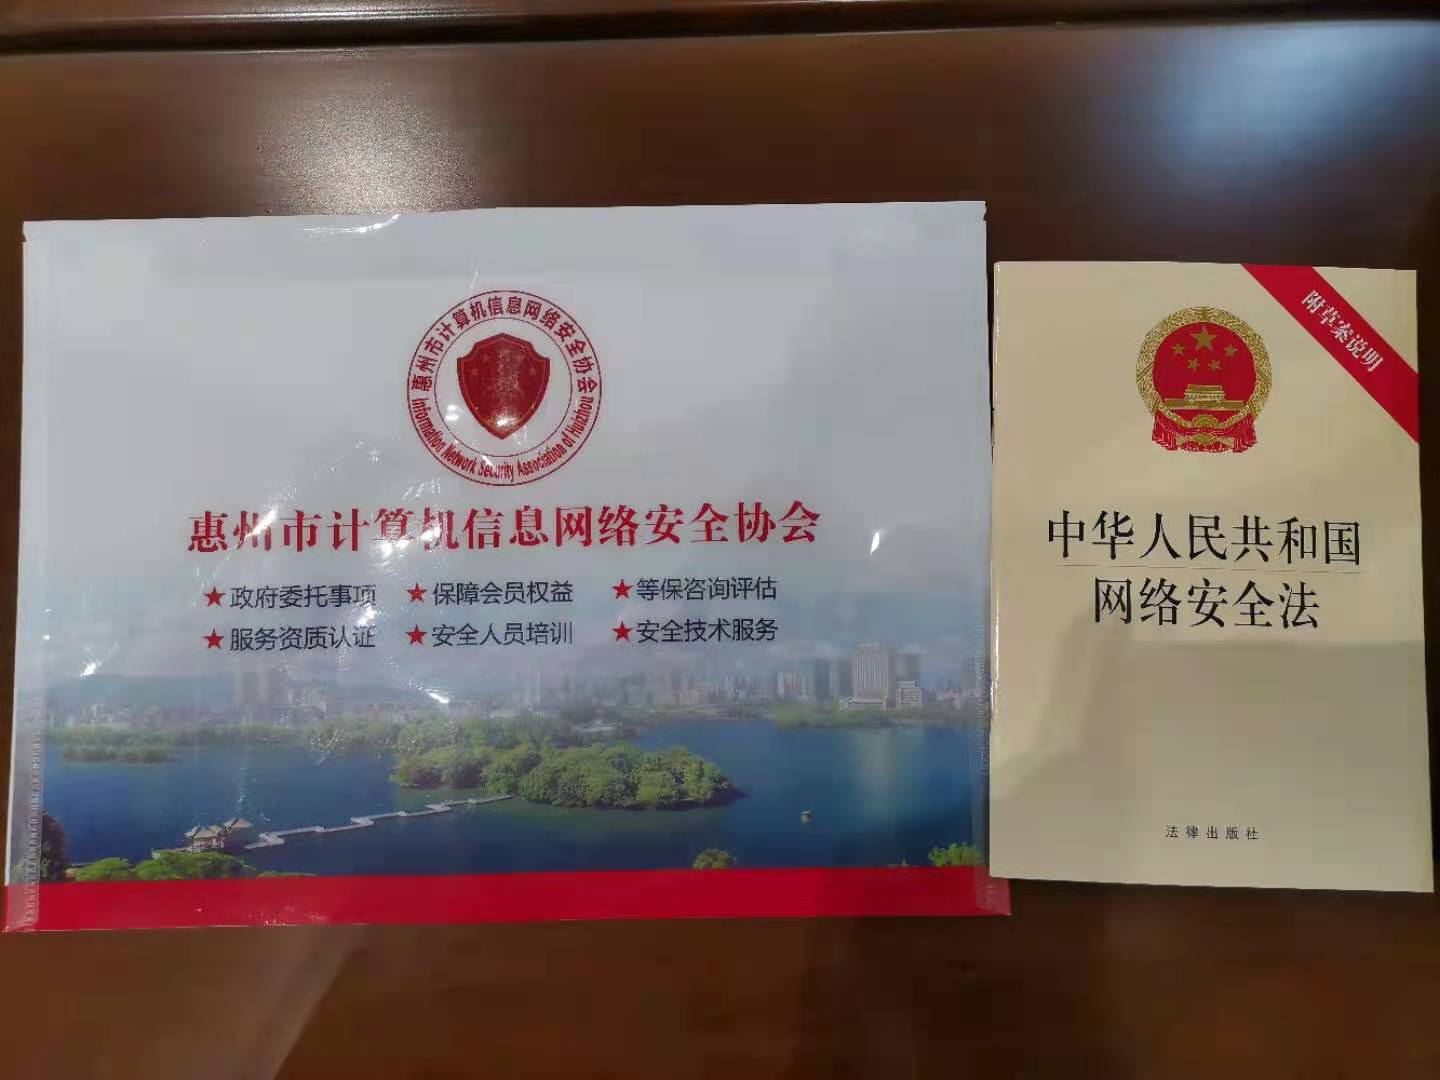 惠州市计算机信息网络安全协会
Information Network Security Association of Huizhou
惠州市计算机信息网络安全协会
★政府委托事项 ★保障会员权益 ★等保咨询评估
★服务资质认证 ★安全人员培训 ★安全技术服务
附草案说明
中华人民共和国
网络安全法
法律出版社